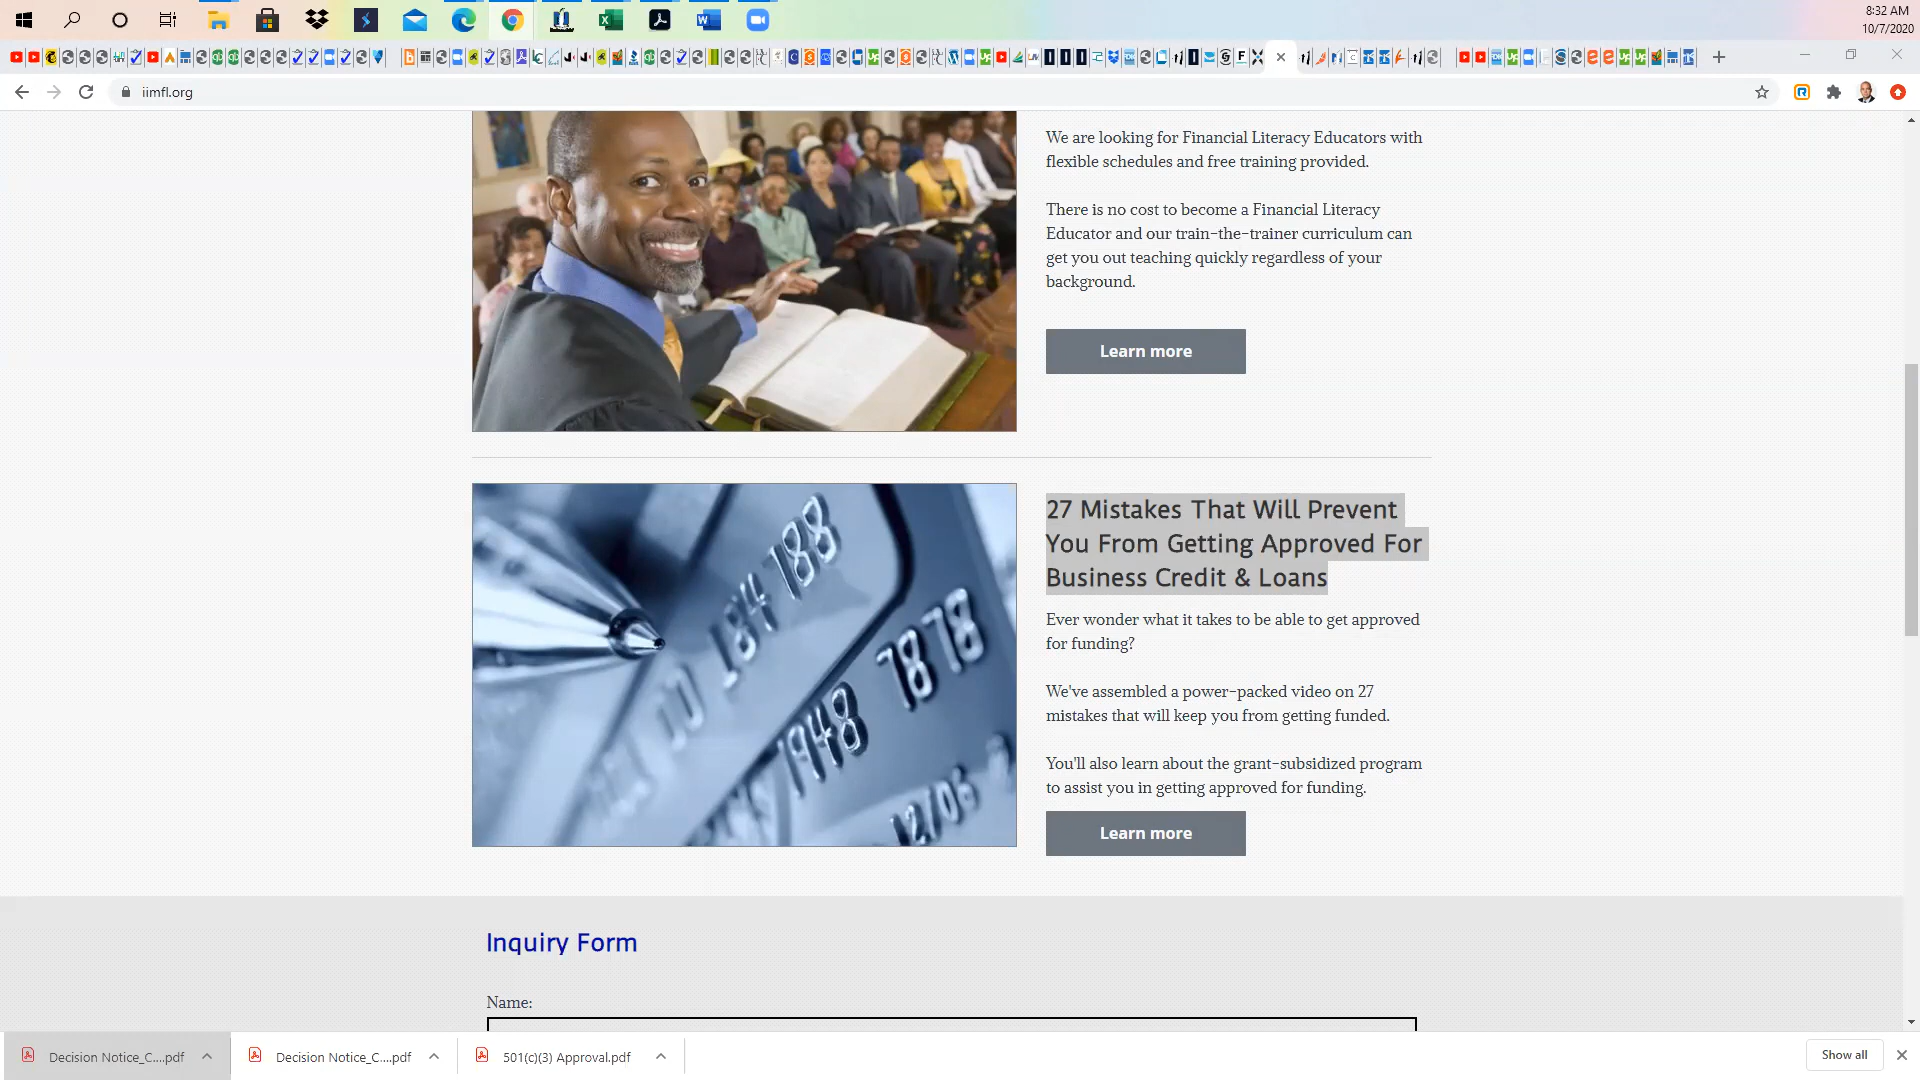 8:32 AM
10/7/2020
iimfl.org
We are looking for Financial Literacy Educators with
flexible schedules and free training provided.
There is no cost to become a Financial Literacy
Educator and our train-the-trainer curriculum can
get you out teaching quickly regardless of your
background.
Learn more
27 Mistakes That Will Prevent
You From Getting Approved For
Business Credit & Loans
Ever wonder what it takes to be able to get approved
for funding?
We've assembled a power-packed video on 27
mistakes that will keep you from getting funded.
You'll also learn about the grant-subsidized program
to assist you in getting approved for funding.
Learn more
184 788
7948 7878
12/06
Inquiry Form
Name:
Decision Notice_C....pdf
Decision Notice_C....pdf
501(c)(3) Approval.pdf
Show all